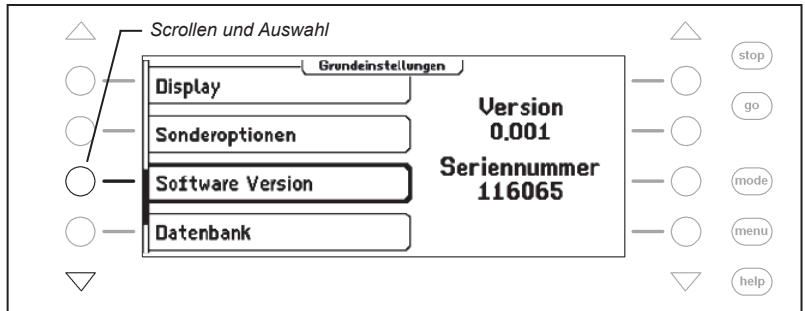 Scrollen und Auswahl
Grundeinstellungen
Display
Sonderoptionen
Software Version
Datenbank
Version
0.001
Seriennummer
116065
stop
go
mode
menu
help